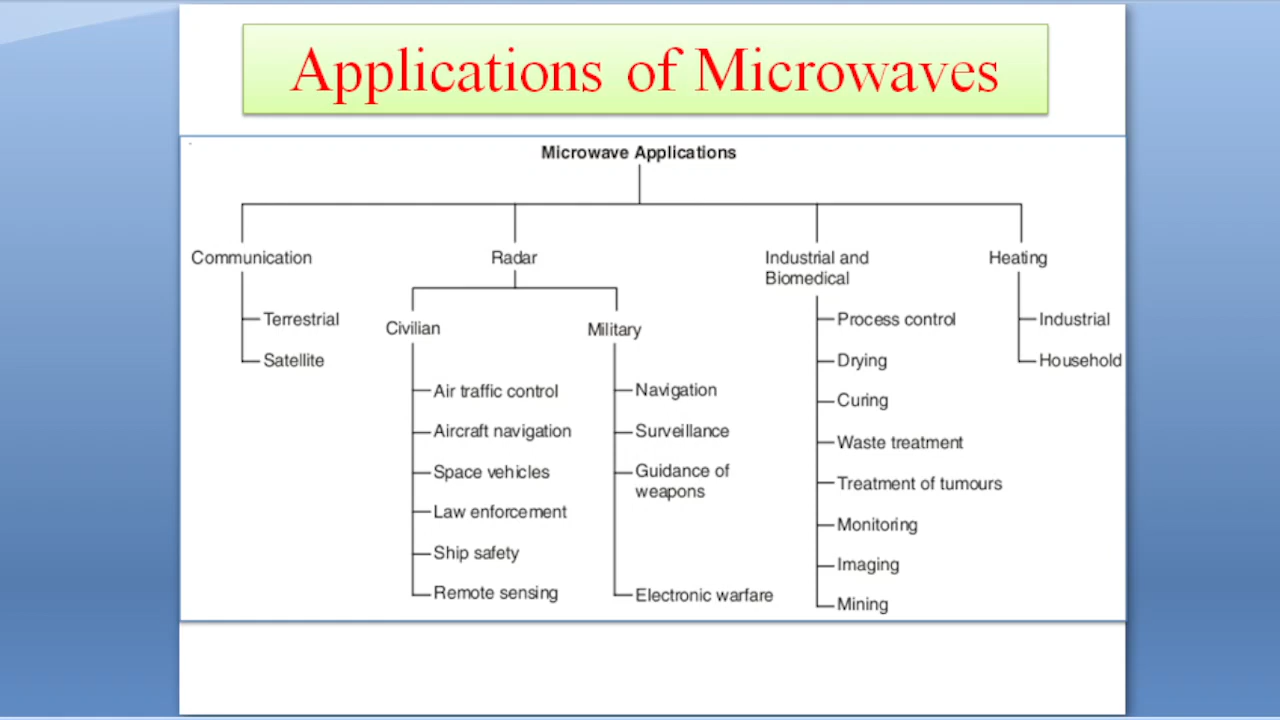 Applications of Microwaves
Microwave Applications
Communication
Terrestrial
Satellite
Radar
Civilian
Air traffic control
Aircraft navigation
Space vehicles
Law enforcement
Ship safety
Remote sensing
Military
Navigation
Surveillance
Guidance of
weapons
Electronic warfare
Industrial and
Biomedical
Process control
Drying
Curing
Waste treatment
Treatment of tumours
Monitoring
Imaging
Mining
Heating
Industrial
Household